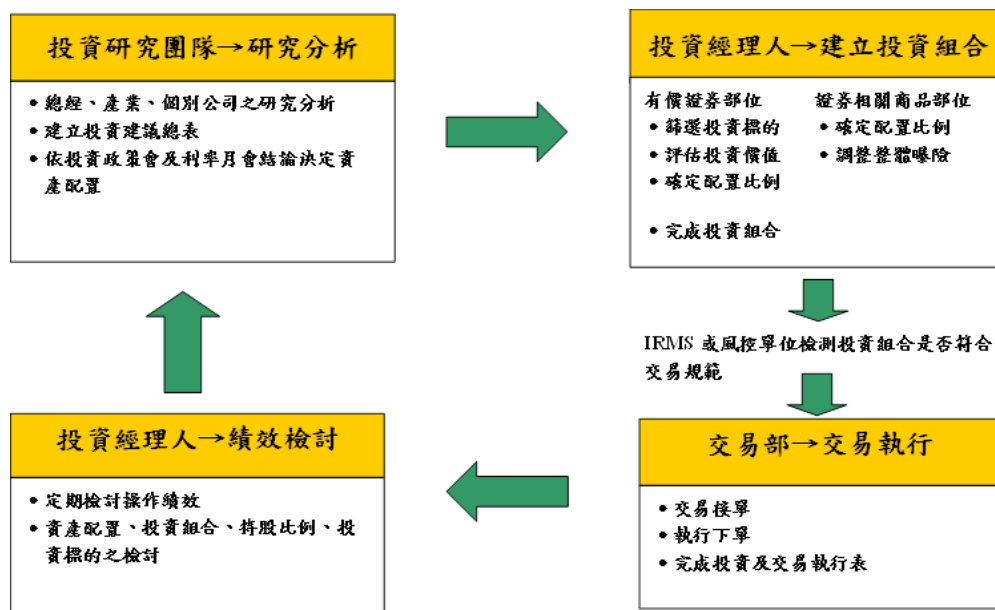 投資研究團隊→研究分析
• 總經、產業、個別公司之研究分析
• 建立投資建議總表
• 依投資政策會及利率月會結論決定資
產配置
投資經理人→建立投資組合
有價證券部位
• 篩選投資標的
• 評估投資價值
• 確定配置比例
• 完成投資組合
證券相關商品部位
• 確定配置比例
• 調整整體曝險
IRMS 或風控單位檢測投資組合是否符合
交易規範
交易部→交易執行
• 交易接單
• 執行下單
• 完成投資及交易執行表
投資經理人→績效檢討
• 定期檢討操作績效
• 資產配置、投資組合、持股比例、投
資標的之檢討